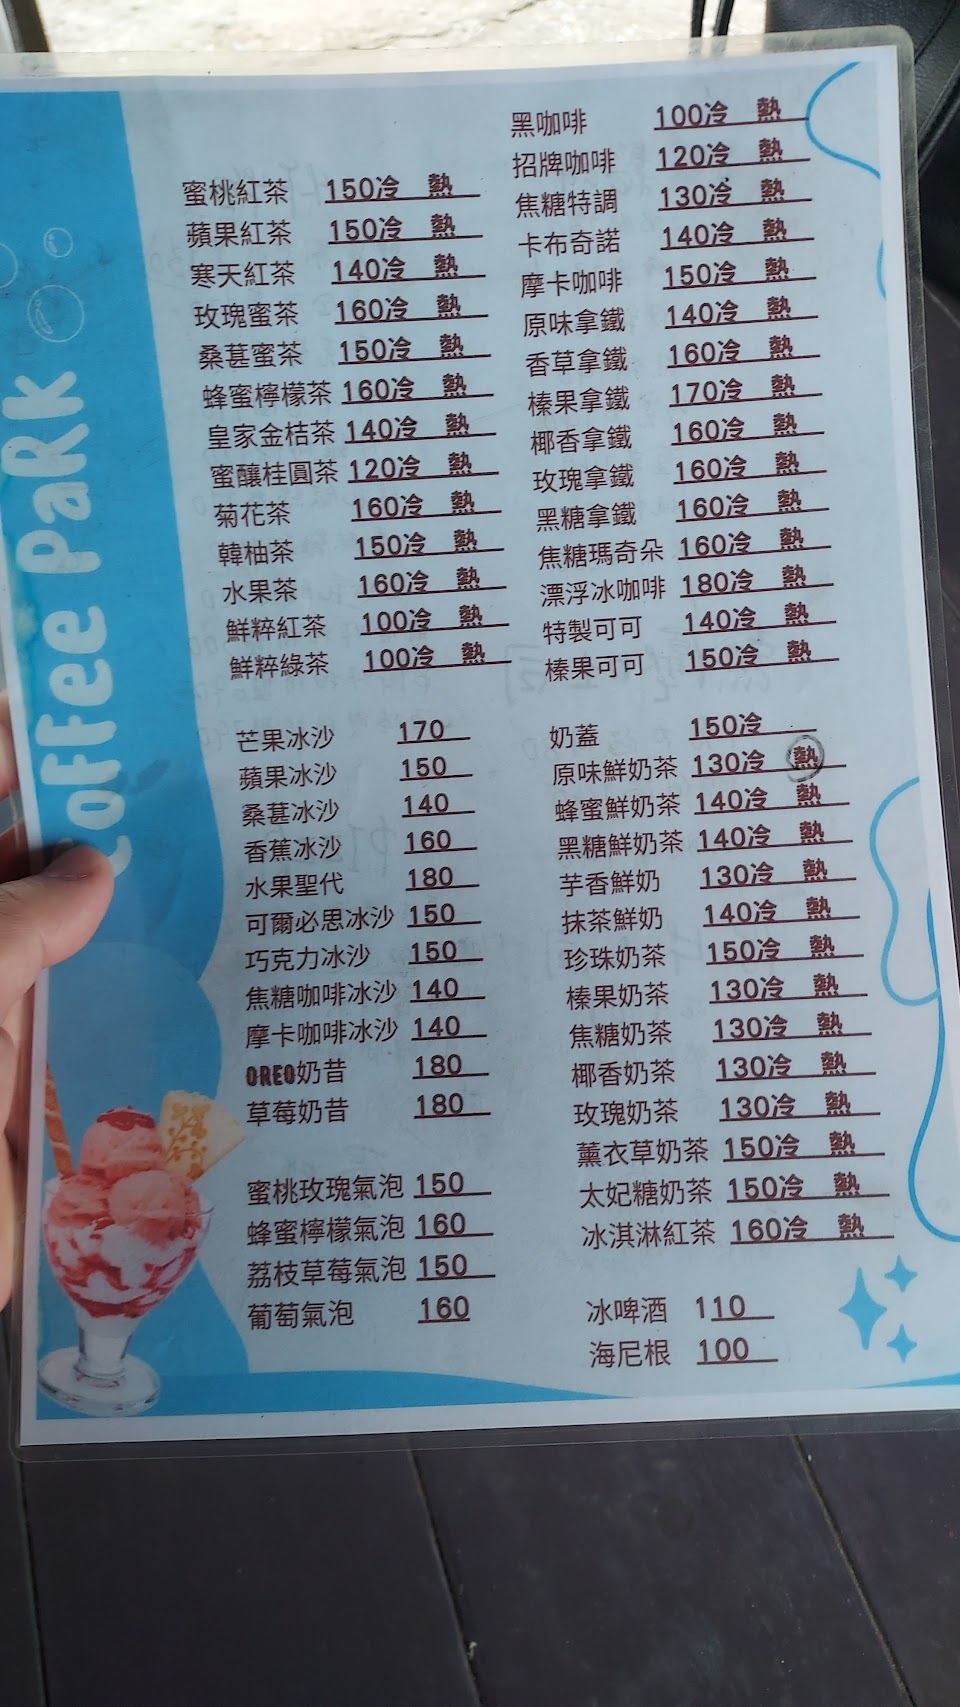 coffee Park
蜜桃紅茶 150冷 熱
蘋果紅茶 150冷 熱
寒天紅茶 140冷 熱
玫瑰蜜茶 160冷 熱
桑葚蜜茶 150冷 熱
蜂蜜檸檬茶 160冷 熱
皇家金桔茶 140冷 熱
蜜釀桂圓茶 120冷 熱
菊花茶 160冷 熱
韓柚茶 150冷 熱
水果茶 160冷 熱
鮮粹紅茶 100冷 熱
鮮粹綠茶 100冷 熱
芒果冰沙 170
蘋果冰沙 150
桑葚冰沙 140
香蕉冰沙 160
水果聖代 180
可爾必思冰沙 150
巧克力冰沙 150
焦糖咖啡冰沙 140
摩卡咖啡冰沙 140
OREO奶昔 180
草莓奶昔 180
蜜桃玫瑰氣泡 150
蜂蜜檸檬氣泡 160
荔枝草莓氣泡 150
葡萄氣泡 160
黑咖啡 100冷 熱
招牌咖啡 120冷 熱
焦糖特調 130冷 熱
卡布奇諾 140冷 熱
摩卡咖啡 150冷 熱
原味拿鐵 140冷 熱
香草拿鐵 160冷 熱
榛果拿鐵 170冷 熱
椰香拿鐵 160冷 熱
玫瑰拿鐵 160冷 熱
黑糖拿鐵 160冷 熱
焦糖瑪奇朵 160冷 熱
漂浮冰咖啡 180冷 熱
特製可可 140冷 熱
榛果可可 150冷 熱
奶蓋 150冷
原味鮮奶茶 130冷 熱
蜂蜜鮮奶茶 140冷 熱
黑糖鮮奶茶 140冷 熱
芋香鮮奶 130冷 熱
抹茶鮮奶 140冷 熱
珍珠奶茶 150冷 熱
榛果奶茶 130冷 熱
焦糖奶茶 130冷 熱
椰香奶茶 130冷 熱
玫瑰奶茶 130冷 熱
薰衣草奶茶 150冷 熱
太妃糖奶茶 150冷 熱
冰淇淋紅茶 160冷 熱
冰啤酒 110
海尼根 100